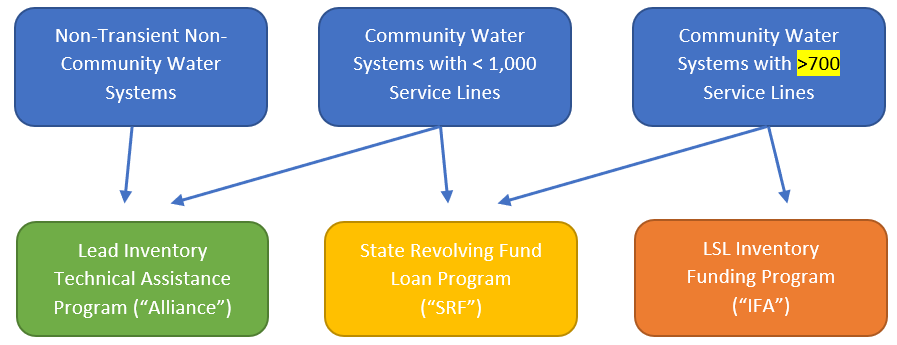 Non-Transient Non-
Community Water
Systems
Community Water
Systems with < 1,000
Service Lines
Community Water
Systems with >700
Service Lines
Lead Inventory
Technical Assistance
Program (“Alliance”)
State Revolving Fund
Loan Program
(“SRF”)
LSL Inventory
Funding Program
(“IFA”)